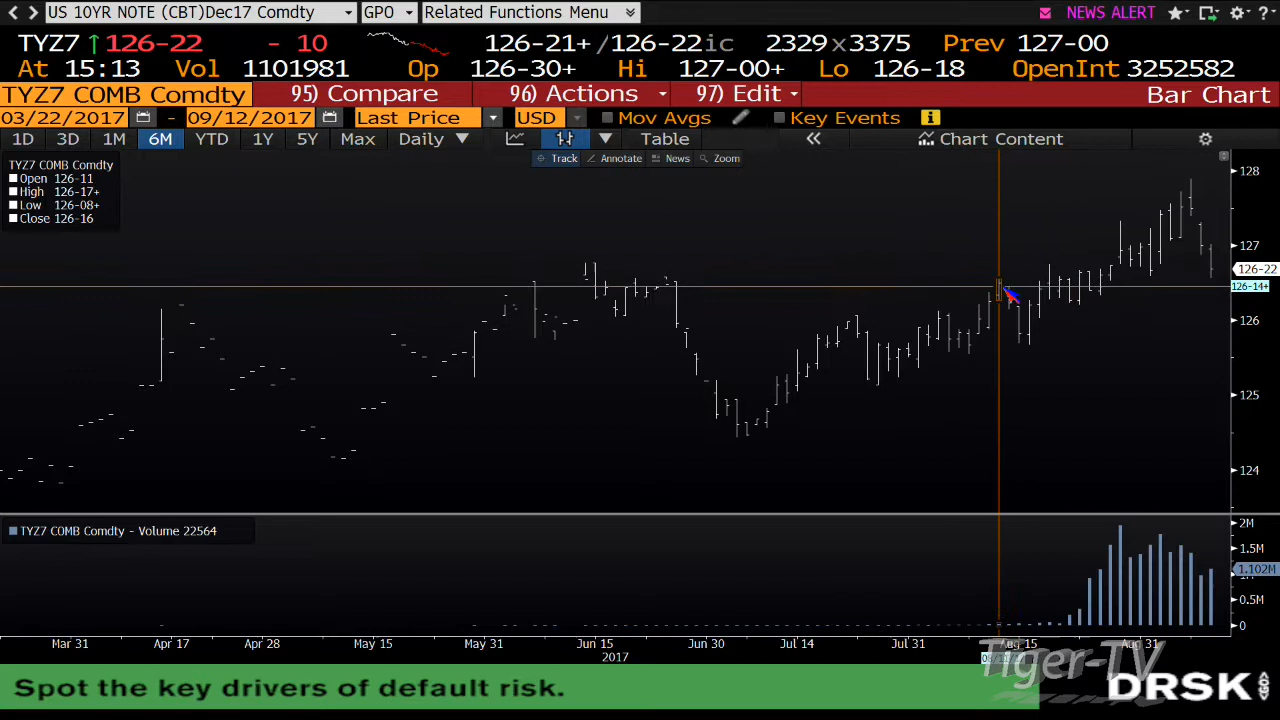 US 10YR NOTE (CBT)Dec17 Comdty GPO Related Functions Menu NEWS ALERT
TYZ7 ↑126-22 - 10 126-21+/126-22ic 2329x3375 Prev 127-00
At 15:13 Vol 1101981 Op 126-30+ Hi 127-00+ Lo 126-18 OpenInt 3252582
TYZ7 COMB Comdty 95) Compare 96) Actions 97) Edit Bar Chart
03/22/2017 - 09/12/2017 Last Price USD Mov Avgs Key Events
1D 3D 1M 6M YTD 1Y 5Y Max Daily Table « Chart Content
Track Annotate News Zoom
TYZ7 COMB Comdty
Open 126-11
High 126-17+
Low 126-08+
Close 126-16
128
127
126-22
126-14+
126
125
124
TYZ7 COMB Comdty - Volume 22564
2M
1.5M
1.102M
0.5M
0
Mar 31 Apr 17 Apr 28 May 15 May 31 Jun 15 Jun 30 Jul 14 Jul 31 Aug 15 Aug 31
2017
Tiger-TV
Spot the key drivers of default risk.
DRSK
GO